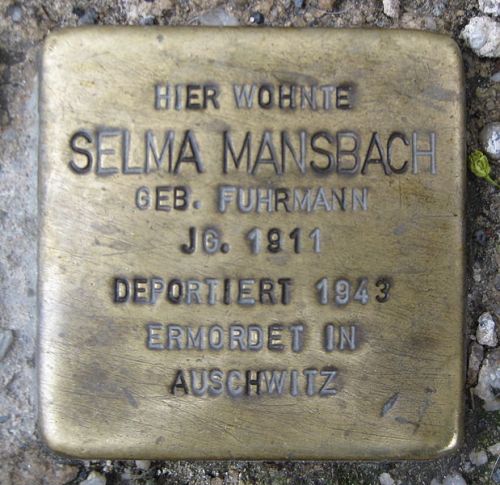 HIER WOHNTE
SELMA MANSBACH
GEB. FUHRMANN
JG. 1911
DEPORTIERT 1943
ERMORDET IN
AUSCHWITZ